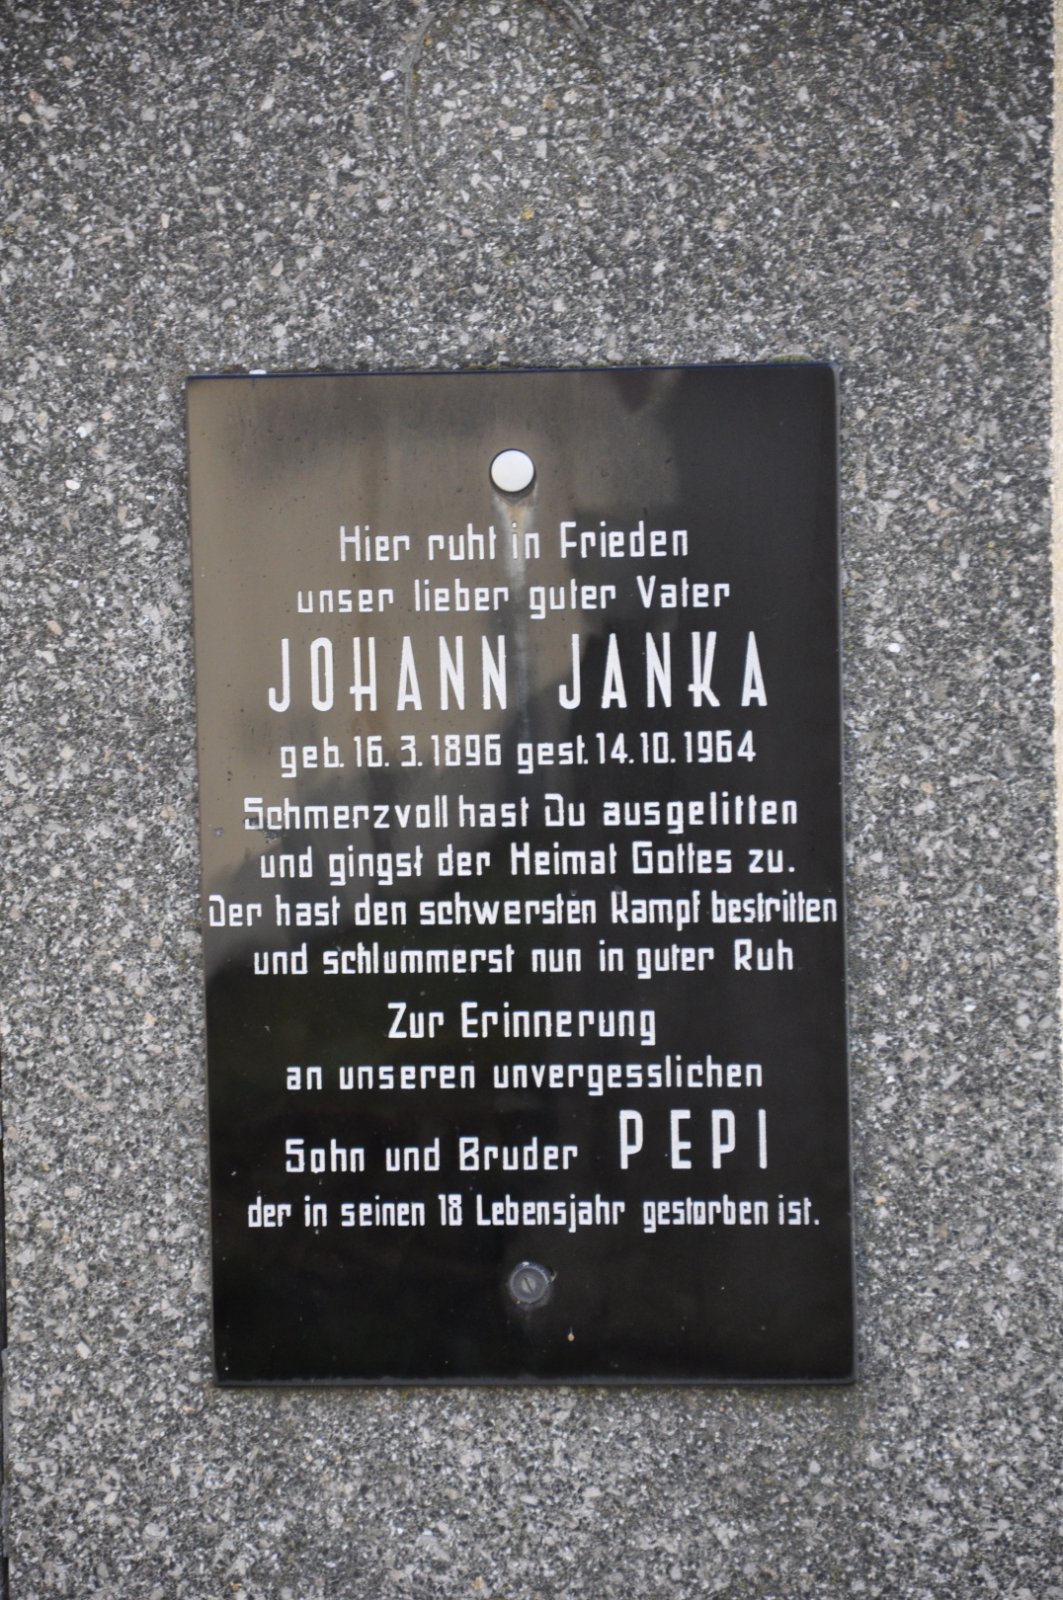 Hier ruht in Frieden
unser lieber guter Vater
JOHANN JANKA
geb. 16. 3. 1896 gest. 14. 10. 1964
Schmerzvoll hast Du ausgelitten
und gingst der Heimat Gottes zu.
Der hast den schwersten Kampf bestritten
und schlummerst nun in guter Ruh
Zur Erinnerung
an unseren unvergesslichen
Sohn und Bruder PEPI
der in seinen 18 Lebensjahr gestorben ist.